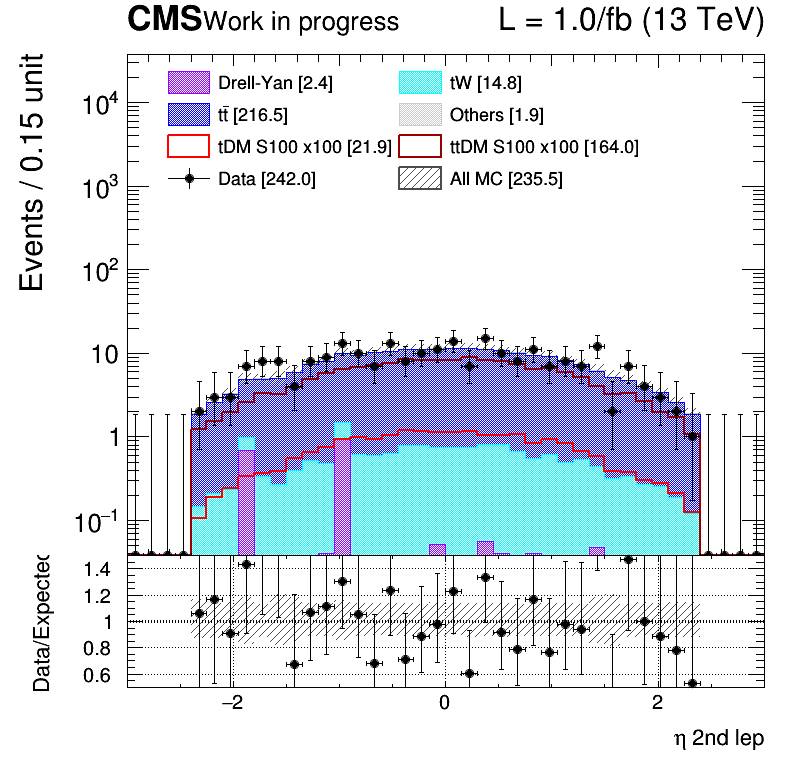 CMS Work in progress L = 1.0/fb (13 TeV)
Events / 0.15 unit
Drell-Yan [2.4] tW [14.8]
tt̄ [216.5] Others [1.9]
tDM S100 x100 [21.9] ttDM S100 x100 [164.0]
Data [242.0] All MC [235.5]
10⁴
10³
10²
10
1
10⁻¹
Data/Expected
1.4
1.2
1.0
0.8
0.6
−2 0 0 2
η 2nd lep